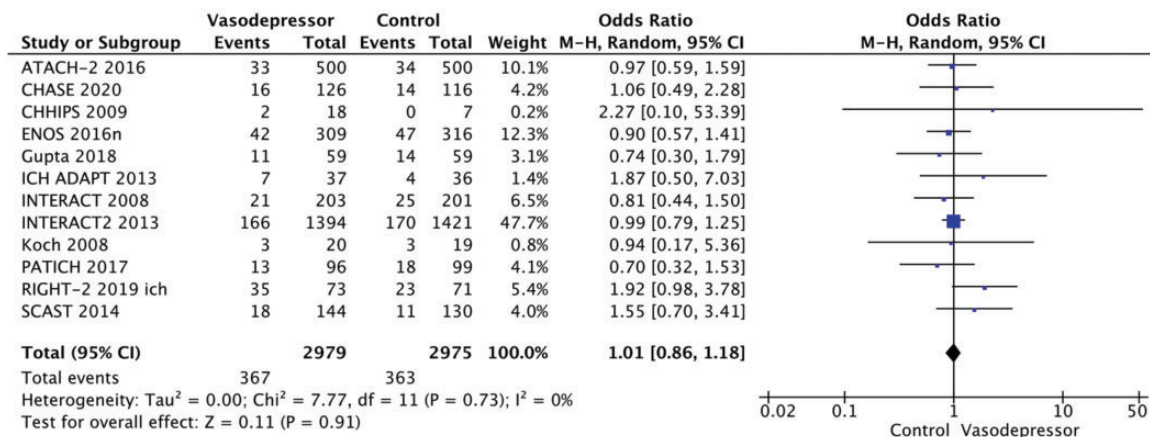 Vasodepressor Control Odds Ratio Odds Ratio
Study or Subgroup Events Total Events Total Weight M-H, Random, 95% CI M-H, Random, 95% CI
ATACH-2 2016 33 500 34 500 10.1% 0.97 [0.59, 1.59]
CHASE 2020 16 126 14 116 4.2% 1.06 [0.49, 2.28]
CHHIPS 2009 2 18 0 7 0.2% 2.27 [0.10, 53.39]
ENOS 2016n 42 309 47 316 12.3% 0.90 [0.57, 1.41]
Gupta 2018 11 59 14 59 3.1% 0.74 [0.30, 1.79]
ICH ADAPT 2013 7 37 4 36 1.4% 1.87 [0.50, 7.03]
INTERACT 2008 21 203 25 201 6.5% 0.81 [0.44, 1.50]
INTERACT2 2013 166 1394 170 1421 47.7% 0.99 [0.79, 1.25]
Koch 2008 3 20 3 19 0.8% 0.94 [0.17, 5.36]
PATICH 2017 13 96 18 99 4.1% 0.70 [0.32, 1.53]
RIGHT-2 2019 ich 35 73 23 71 5.4% 1.92 [0.98, 3.78]
SCAST 2014 18 144 11 130 4.0% 1.55 [0.70, 3.41]
Total (95% CI) 2979 2975 100.0% 1.01 [0.86, 1.18]
Total events 367 363
Heterogeneity: Tau² = 0.00; Chi² = 7.77, df = 11 (P = 0.73); I² = 0%
Test for overall effect: Z = 0.11 (P = 0.91)
0.02 0.1 1 10 50
Control Vasodepressor